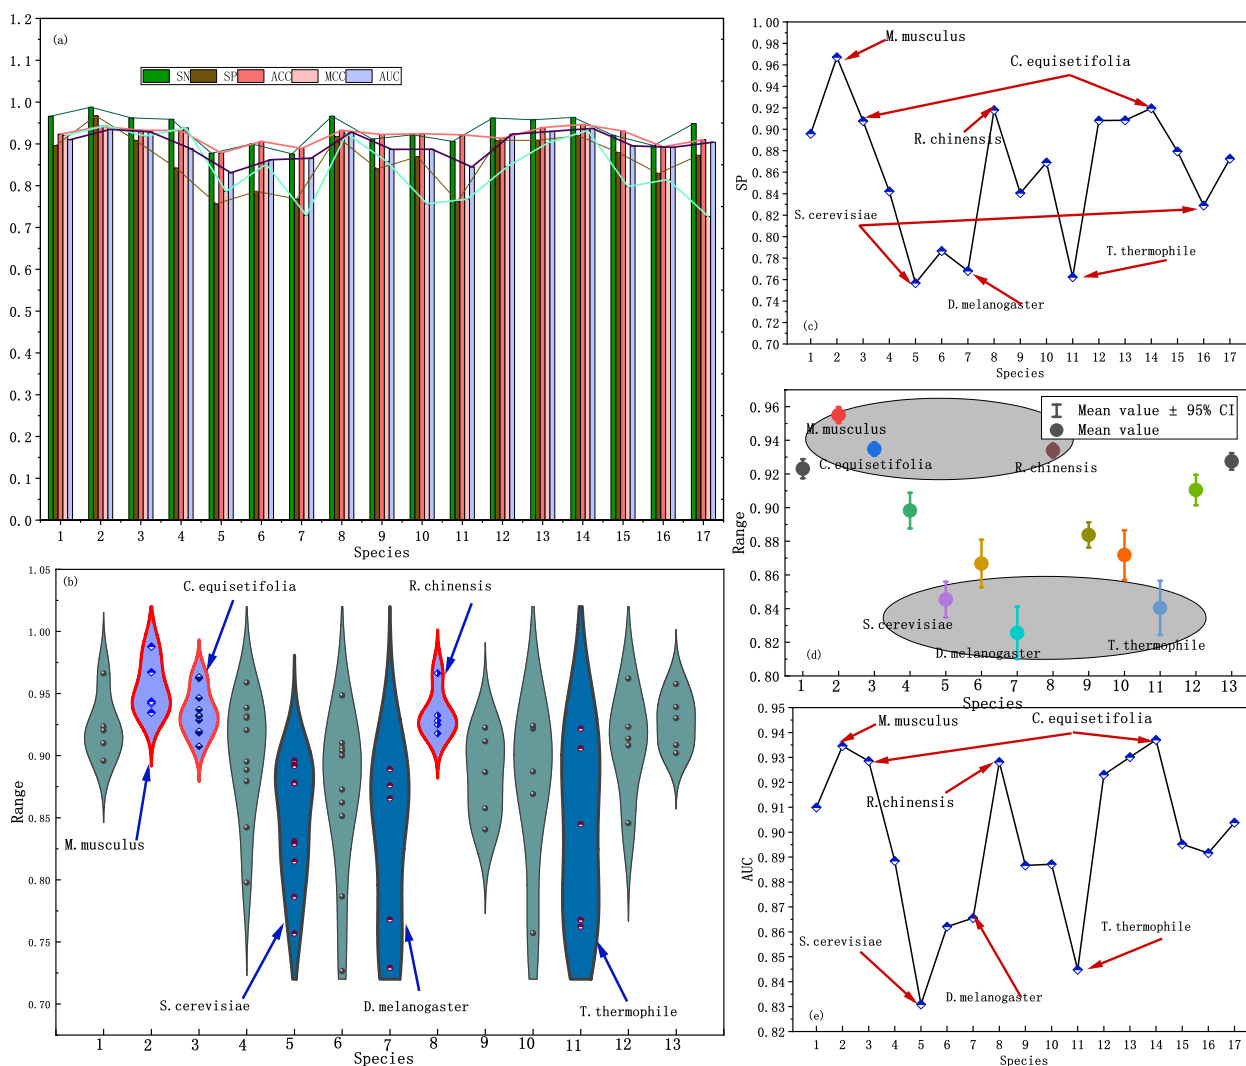 (a)
SN SP ACC MCC AUC
1.2
1.1
1.0
0.9
0.8
0.7
0.6
0.5
0.4
0.3
0.2
0.1
0.0
1 2 3 4 5 6 7 8 9 10 11 12 13 14 15 16 17
Species
(b)
C.equisetifolia
R.chinensis
M.musculus
S.cerevisiae
D.melanogaster
T.thermophile
Range
1.05
1.00
0.95
0.90
0.85
0.80
0.75
0.70
1 2 3 4 5 6 7 8 9 10 11 12 13
Species
SP
1.00
0.98
0.96
0.94
0.92
0.90
0.88
0.86
0.84
0.82
0.80
0.78
0.76
0.74
0.72
0.70
M.musculus
C.equisetifolia
R.chinensis
S.cerevisiae
T.thermophile
D.melanogaster
(c)
1 2 3 4 5 6 7 8 9 10 11 12 13 14 15 16 17
Species
Range
0.96
0.94
0.92
0.90
0.88
0.86
0.84
0.82
0.80
Mean value ± 95% CI
Mean value
M.musculus
C.equisetifolia
R.chinensis
S.cerevisiae
T.thermophile
D.melanogaster
(d)
1 2 3 4 5 6 7 8 9 10 11 12 13
Species
AUC
0.95
0.94
0.93
0.92
0.91
0.90
0.89
0.88
0.87
0.86
0.85
0.84
0.83
0.82
M.musculus
C.equisetifolia
R.chinensis
T.thermophile
S.cerevisiae
D.melanogaster
(e)
1 2 3 4 5 6 7 8 9 10 11 12 13 14 15 16 17
Species